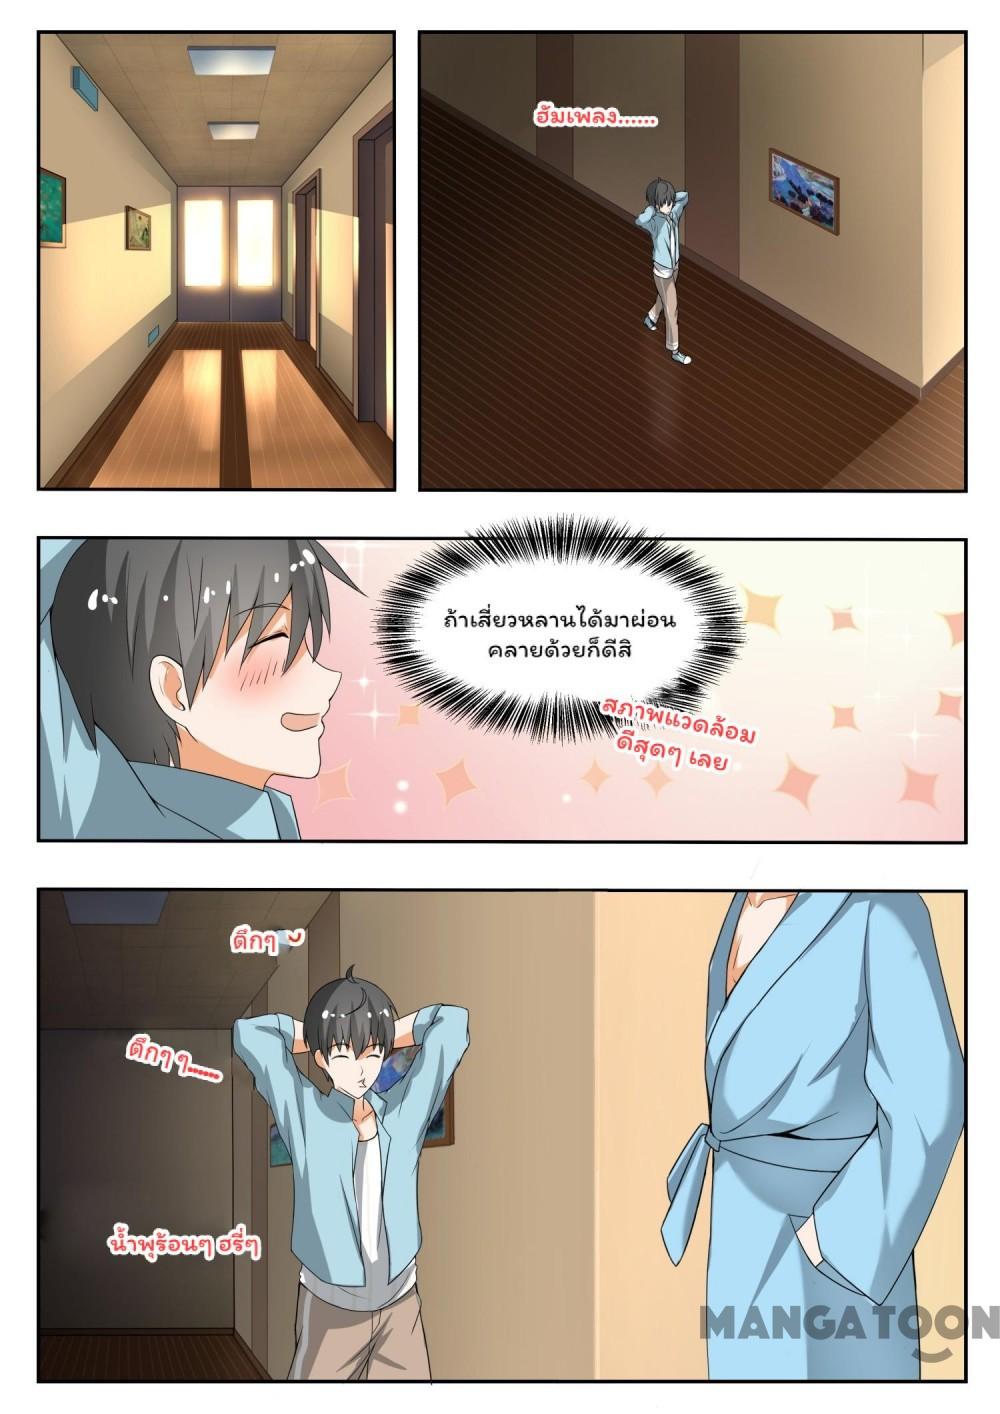 ฮัมเพลง......
ถ้าเสี่ยวหลานได้มาผ่อน
คลายด้วยก็ดีสิ
สภาพแวดล้อม
ดีสุดๆ เลย
ดึกๆ
ดึกๆ ๆ......
น้ำพุร้อนๆ ฮรี่ๆ
MANGATOON